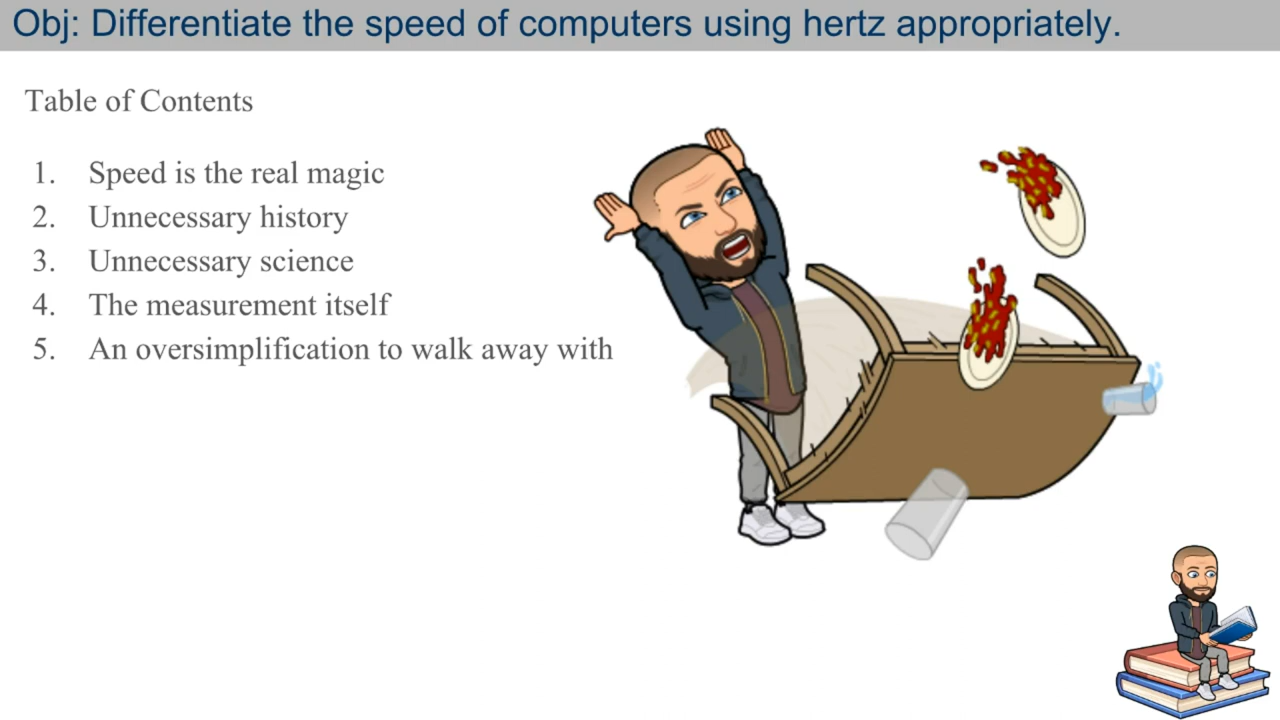 Obj: Differentiate the speed of computers using hertz appropriately.
Table of Contents
1. Speed is the real magic
2. Unnecessary history
3. Unnecessary science
4. The measurement itself
5. An oversimplification to walk away with